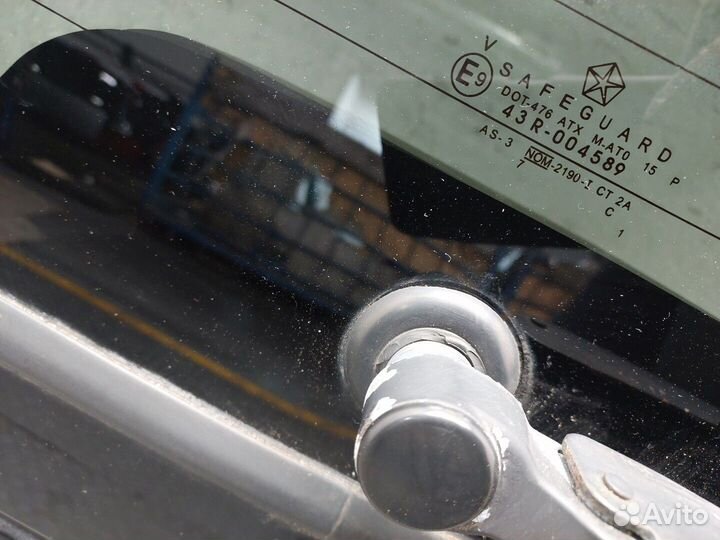 V SAFEGUARD P
E9
DOT-476 ATX M-AT0 15
43R-004589
AS-3 NOM-2190-T CT 2A
7 C 1
Avito